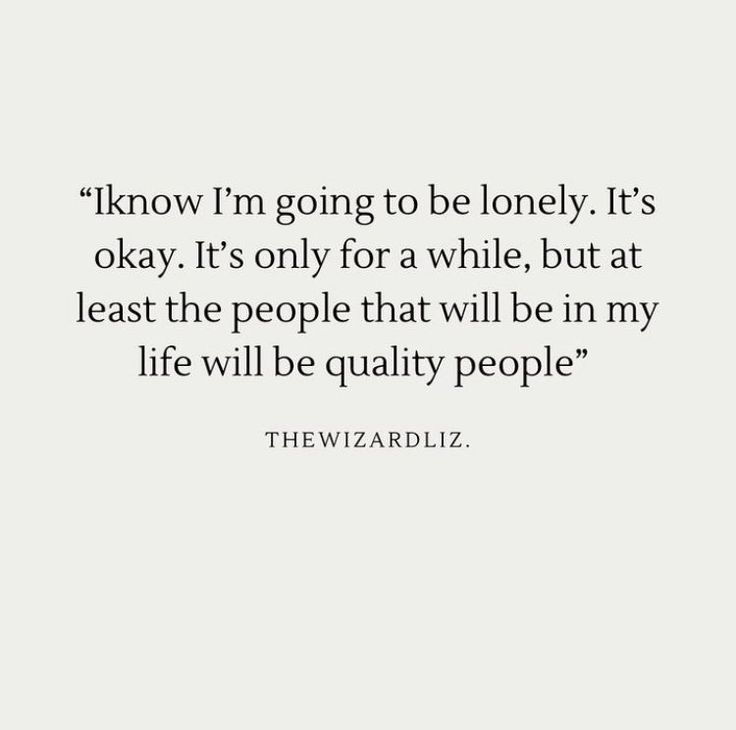 “Iknow I’m going to be lonely. It’s
okay. It’s only for a while, but at
least the people that will be in my
life will be quality people”
THEWIZARDLIZ.